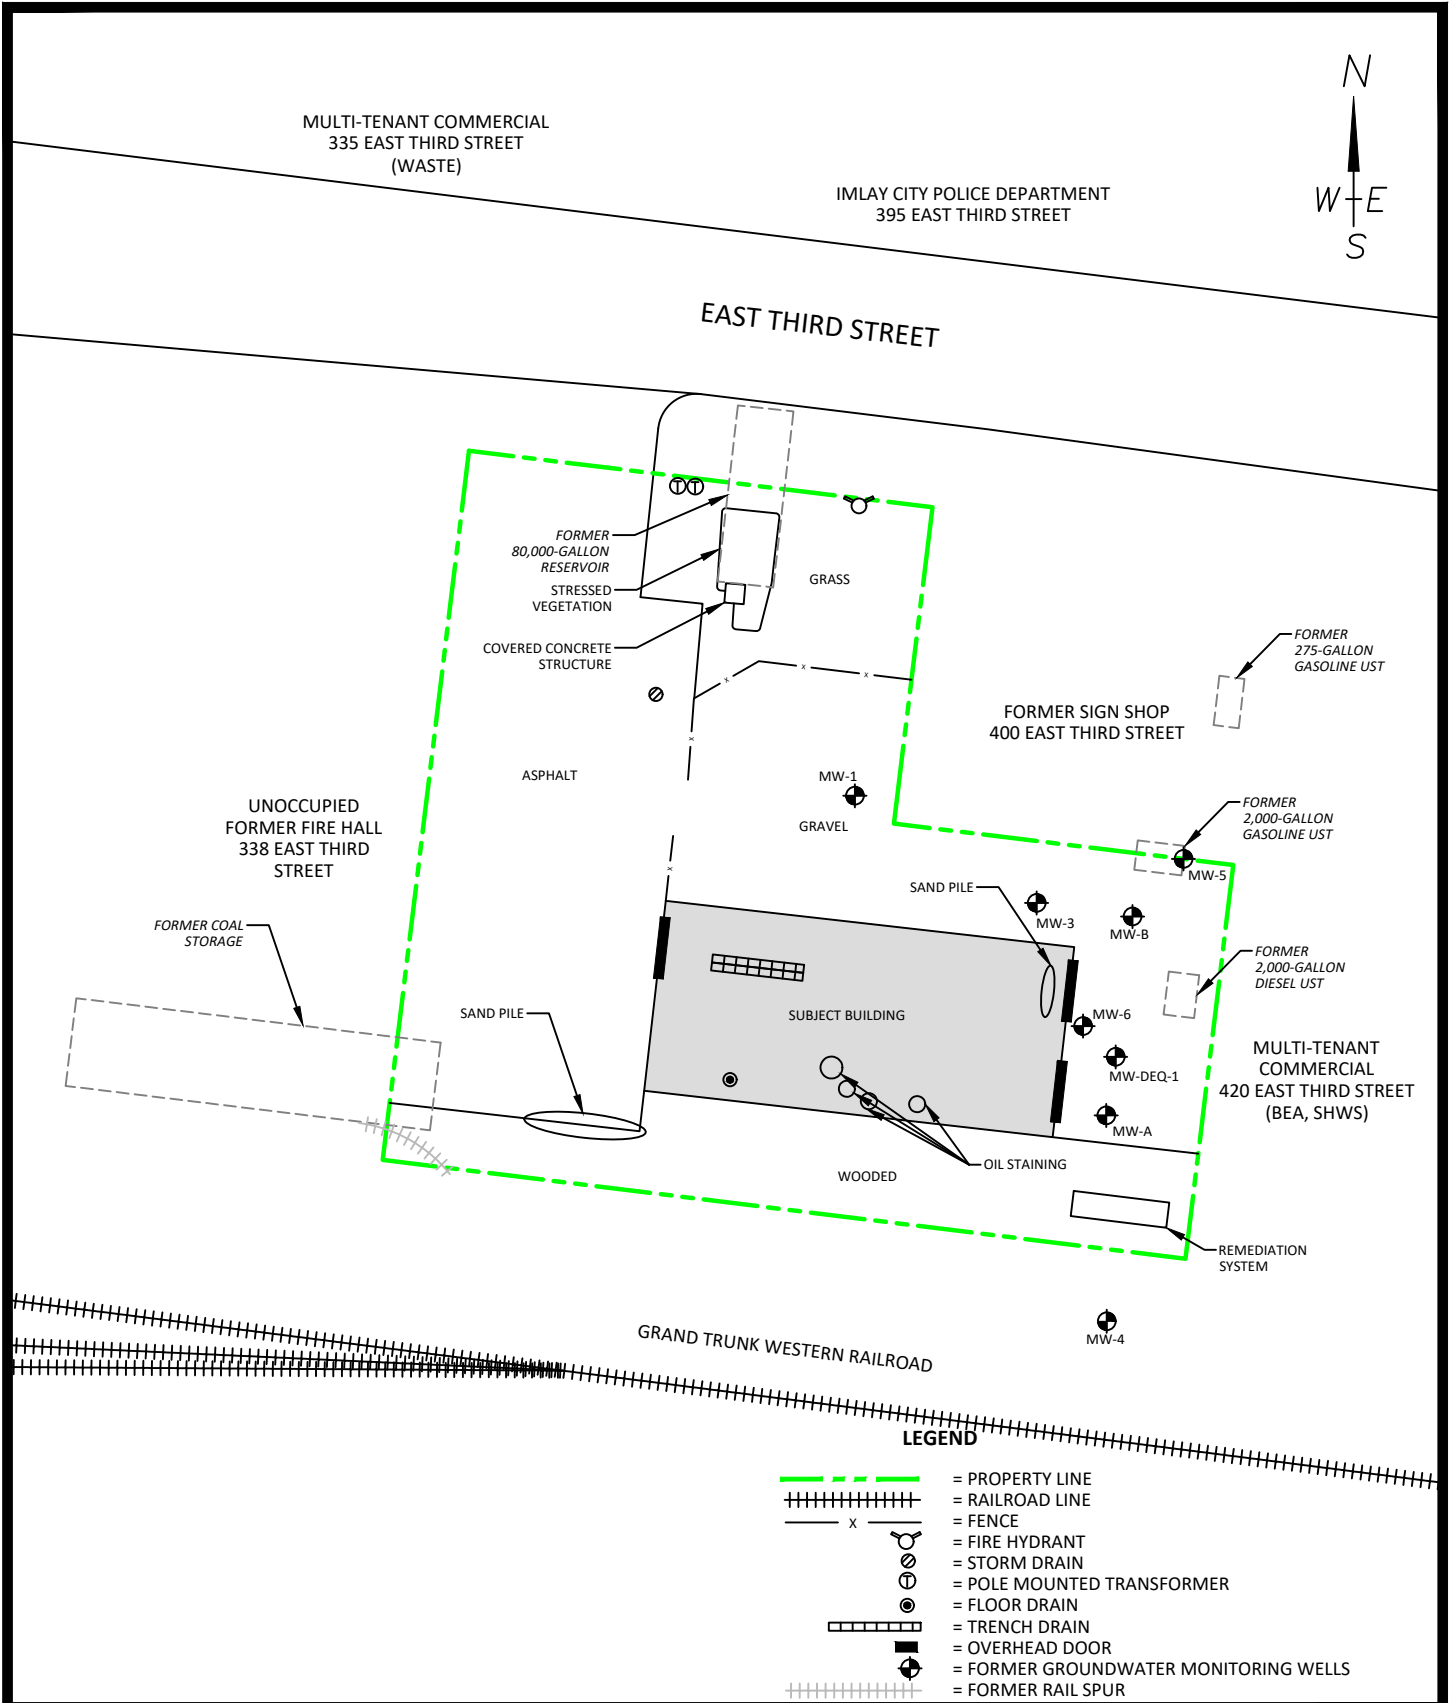 N
W E
S
MULTI-TENANT COMMERCIAL
335 EAST THIRD STREET
(WASTE)
IMLAY CITY POLICE DEPARTMENT
395 EAST THIRD STREET
EAST THIRD STREET
T T
FORMER
80,000-GALLON
RESERVOIR
STRESSED
VEGETATION
COVERED CONCRETE
STRUCTURE
GRASS
FORMER
275-GALLON
GASOLINE UST
x x x
x
FORMER SIGN SHOP
400 EAST THIRD STREET
ASPHALT
MW-1
GRAVEL
UNOCCUPIED
FORMER FIRE HALL
338 EAST THIRD
STREET
FORMER
2,000-GALLON
GASOLINE UST
x
MW-5
SAND PILE
MW-3
MW-B
FORMER COAL
STORAGE
FORMER
2,000-GALLON
DIESEL UST
SAND PILE
SUBJECT BUILDING
MW-6
MW-DEQ-1
MW-A
MULTI-TENANT
COMMERCIAL
420 EAST THIRD STREET
(BEA, SHWS)
OIL STAINING
WOODED
REMEDIATION
SYSTEM
MW-4
GRAND TRUNK WESTERN RAILROAD
LEGEND
= PROPERTY LINE
= RAILROAD LINE
X = FENCE
= FIRE HYDRANT
= STORM DRAIN
T = POLE MOUNTED TRANSFORMER
= FLOOR DRAIN
= TRENCH DRAIN
= OVERHEAD DOOR
= FORMER GROUNDWATER MONITORING WELLS
= FORMER RAIL SPUR